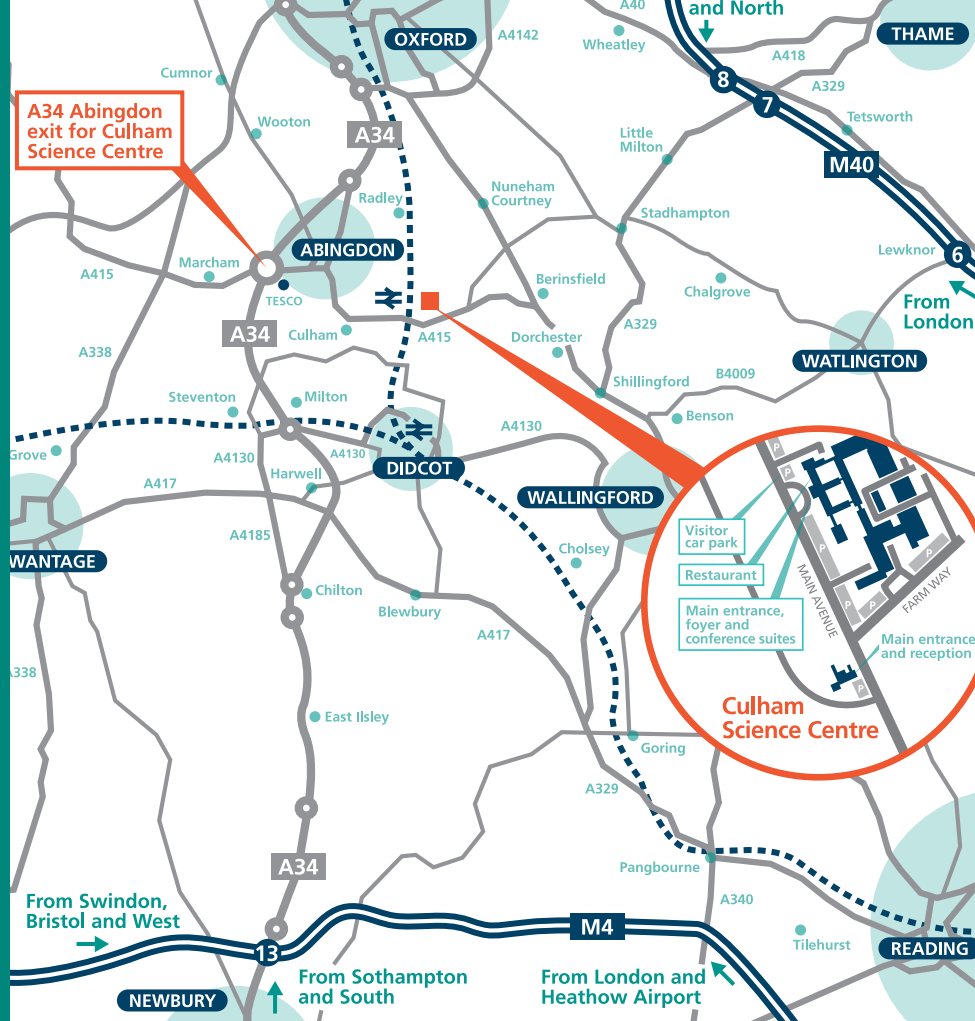 and North
A40
OXFORD
A4142
Wheatley
THAME
A418
Cumnor
8
7
A329
A34 Abingdon
exit for Culham
Science Centre
Wooton
A34
Tetsworth
Little
Milton
M40
Radley
Nuneham
Courtney
Stadhampton
ABINGDON
Lewknor
6
A415
Marcham
TESCO
Berinsfield
Chalgrove
From
London
A34
Culham
A415
Dorchester
A329
A338
WATLINGTON
B4009
Shillingford
Steventon
Milton
Benson
Grove
A4130
A4130
A4130
DIDCOT
Harwell
A417
WALLINGFORD
P
P
Visitor
car park
A4185
Cholsey
P
P
WANTAGE
Restaurant
MAIN AVENUE
FARM WAY
Chilton
Blewbury
Main entrance,
foyer and
conference suites
P
P
A417
Main entrance
and reception
A338
P
East Ilsley
Culham
Science Centre
Goring
A329
A34
Pangbourne
A340
From Swindon,
Bristol and West
M4
Tilehurst
READING
13
From Sothampton
and South
From London and
Heathow Airport
NEWBURY